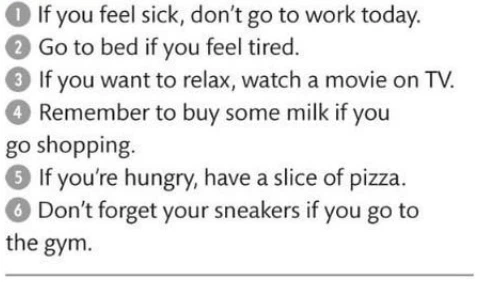 1 If you feel sick, don't go to work today.
2 Go to bed if you feel tired.
3 If you want to relax, watch a movie on TV.
4 Remember to buy some milk if you
go shopping.
5 If you're hungry, have a slice of pizza.
6 Don't forget your sneakers if you go to
the gym.